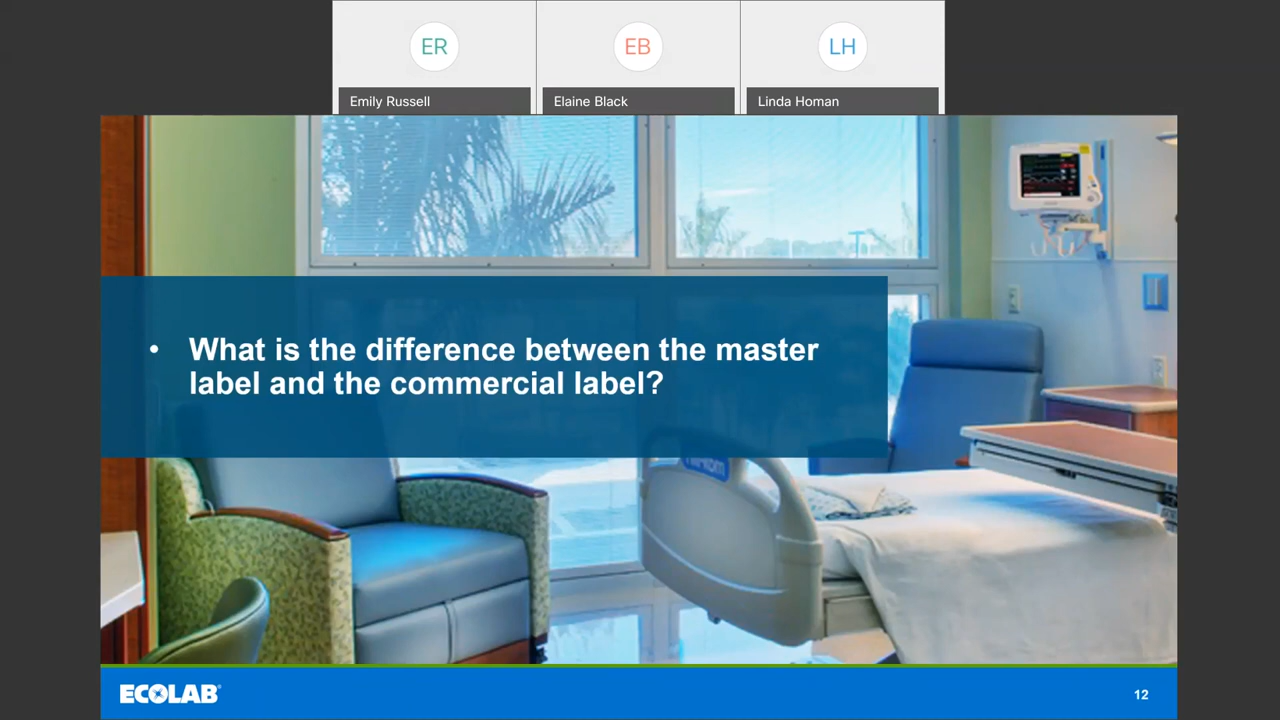 ER
EB
LH
Emily Russell
Elaine Black
Linda Homan
• What is the difference between the master
label and the commercial label?
ECOLAB®
12